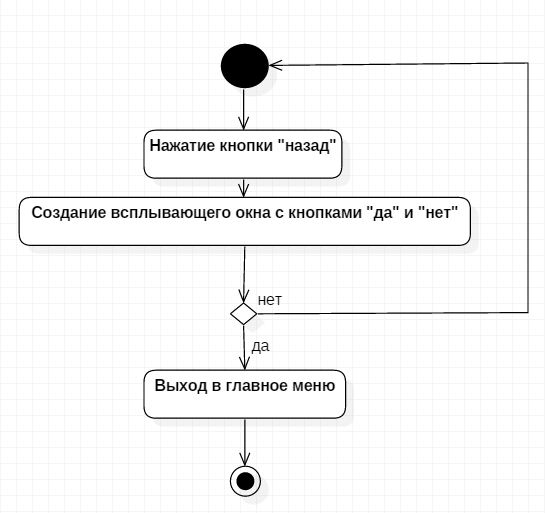 Нажатие кнопки "назад"
Создание всплывающего окна с кнопками "да" и "нет"
нет
да
Выход в главное меню